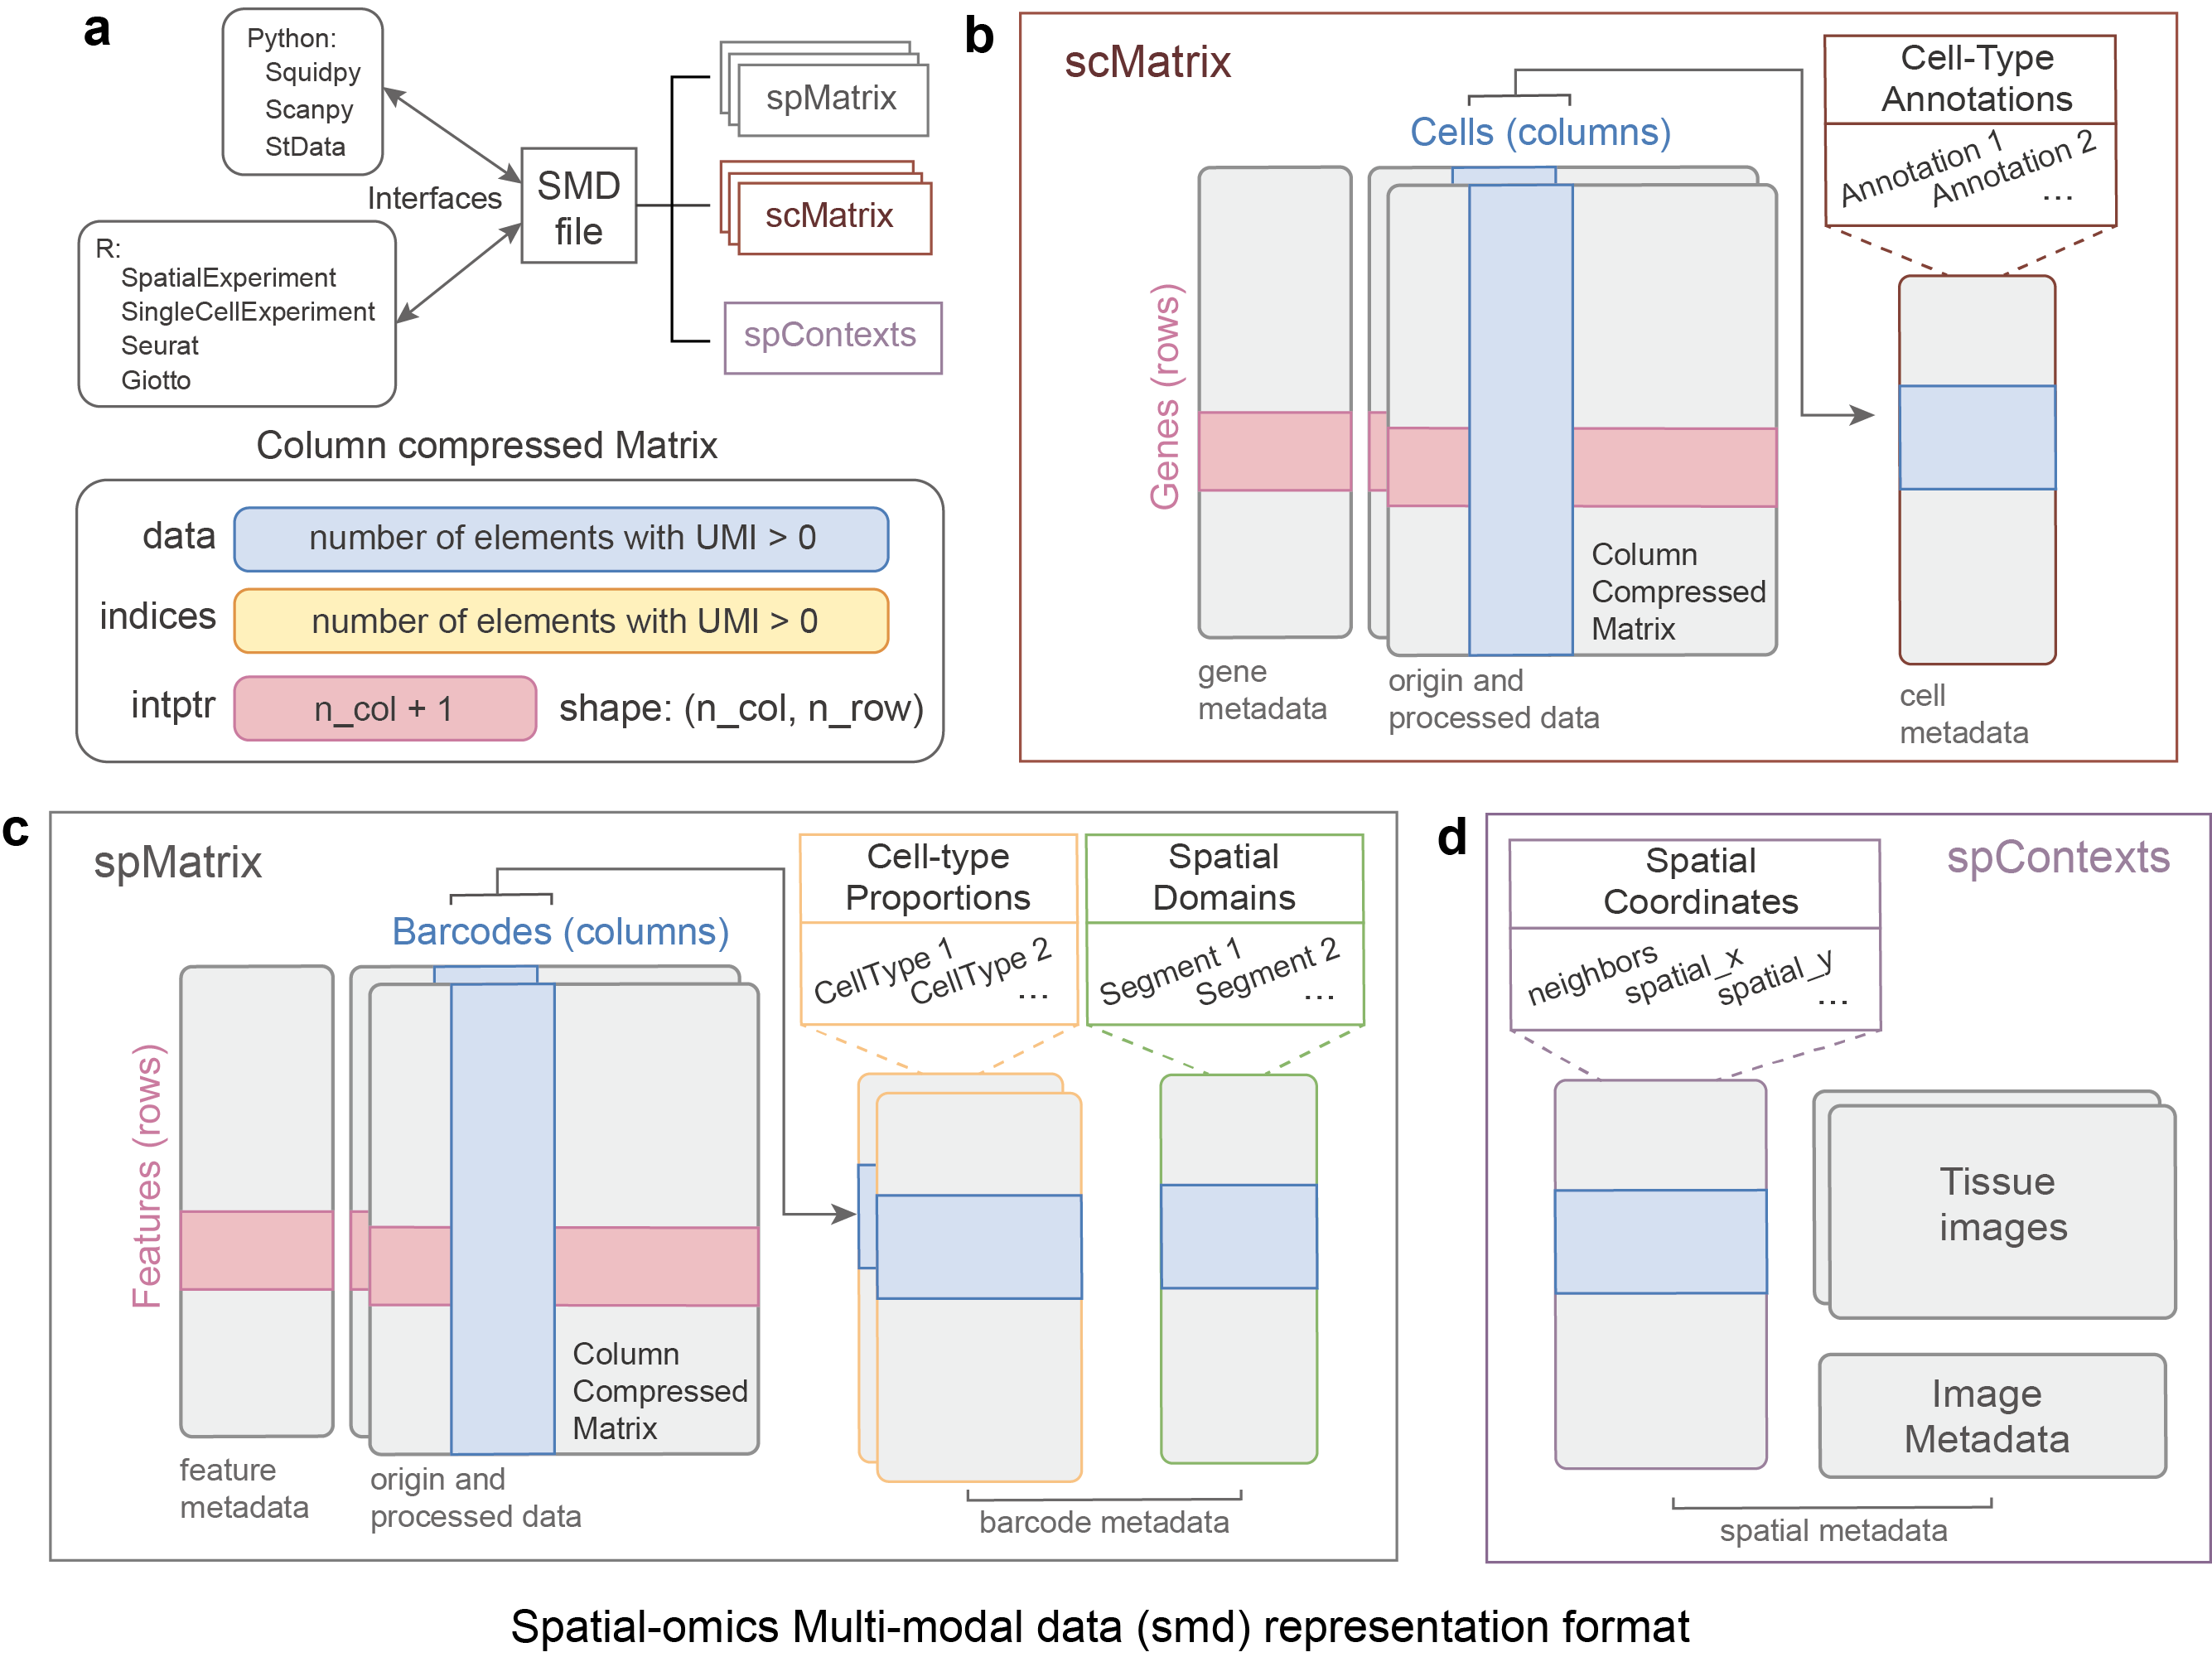 a
Python:
Squidpy
Scanpy
StData
Interfaces
R:
SpatialExperiment
SingleCellExperiment
Seurat
Giotto
SMD
file
spMatrix
scMatrix
spContexts
Column compressed Matrix
data
number of elements with UMI > 0
indices
number of elements with UMI > 0
intptr
n_col + 1
shape: (n_col, n_row)
b
scMatrix
Cells (columns)
Genes (rows)
Column
Compressed
Matrix
gene
metadata
origin and
processed data
Cell-Type
Annotations
Annotation 1
Annotation 2
...
cell
metadata
c
spMatrix
Barcodes (columns)
Features (rows)
Column
Compressed
Matrix
feature
metadata
origin and
processed data
Cell-type
Proportions
CellType 1
CellType 2
...
Spatial
Domains
Segment 1
Segment 2
...
barcode metadata
d
spContexts
Spatial
Coordinates
neighbors
spatial_x
spatial_y
...
Tissue
images
Image
Metadata
spatial metadata
Spatial-omics Multi-modal data (smd) representation format